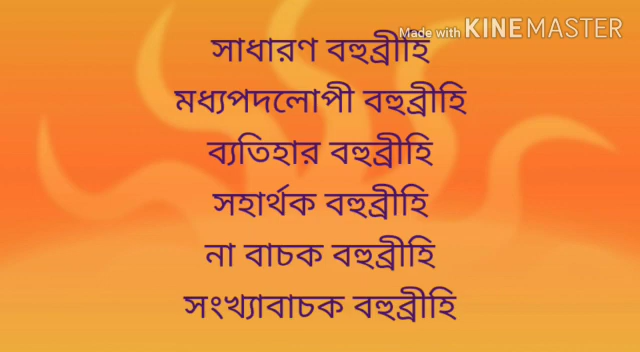 Made with KINEMASTER
সাধারণ বহুব্রীহি
মধ্যপদলোপী বহুব্রীহি
ব্যতিহার বহুব্রীহি
সহার্থক বহুব্রীহি
না বাচক বহুব্রীহি
সংখ্যাবাচক বহুব্রীহি